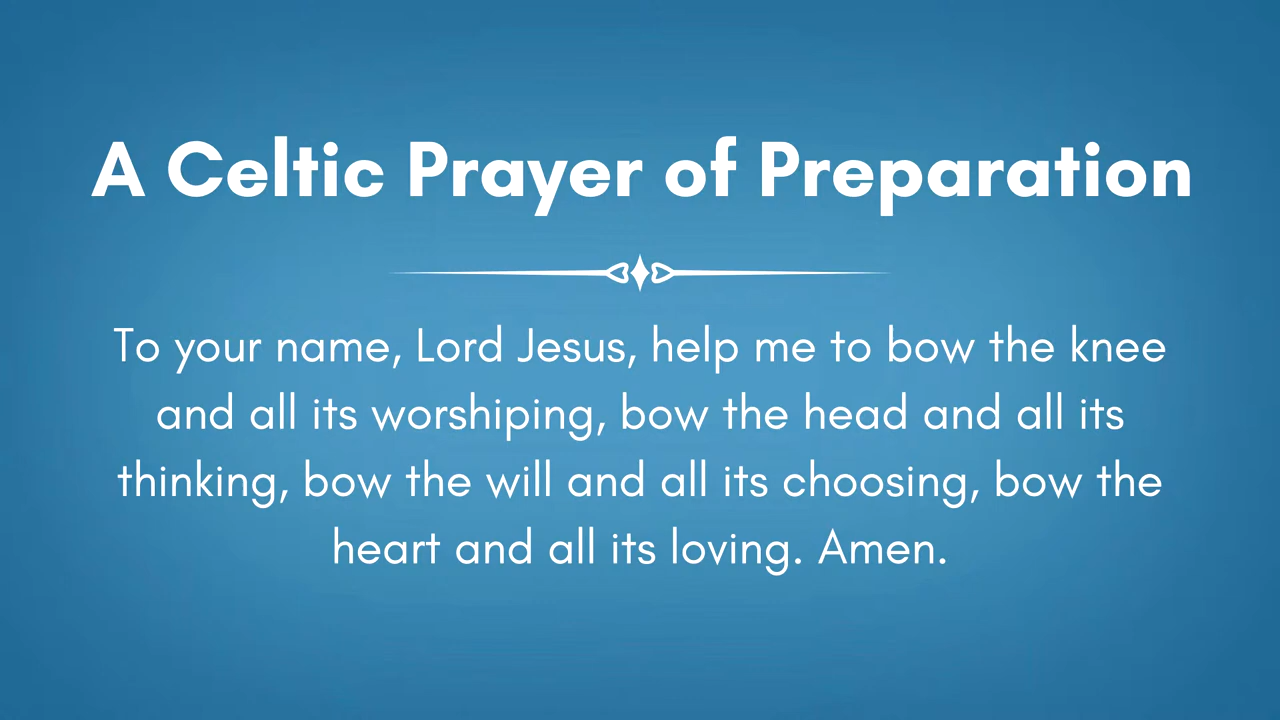 A Celtic Prayer of Preparation
To your name, Lord Jesus, help me to bow the knee
and all its worshiping, bow the head and all its
thinking, bow the will and all its choosing, bow the
heart and all its loving. Amen.